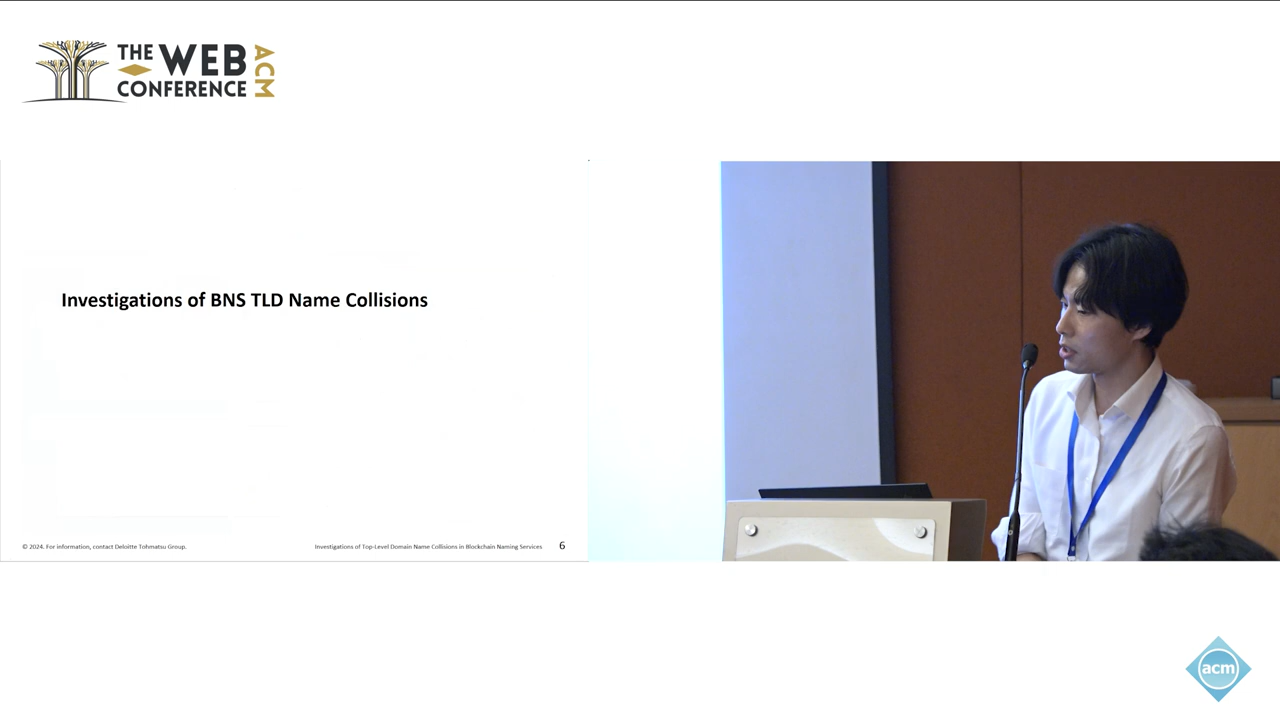 THE WEB
CONFERENCE
ACM
Investigations of BNS TLD Name Collisions
© 2024. For information, contact Deloitte Tohmatsu Group.
Investigations of Top-Level Domain Name Collisions in Blockchain Naming Services
6
acm